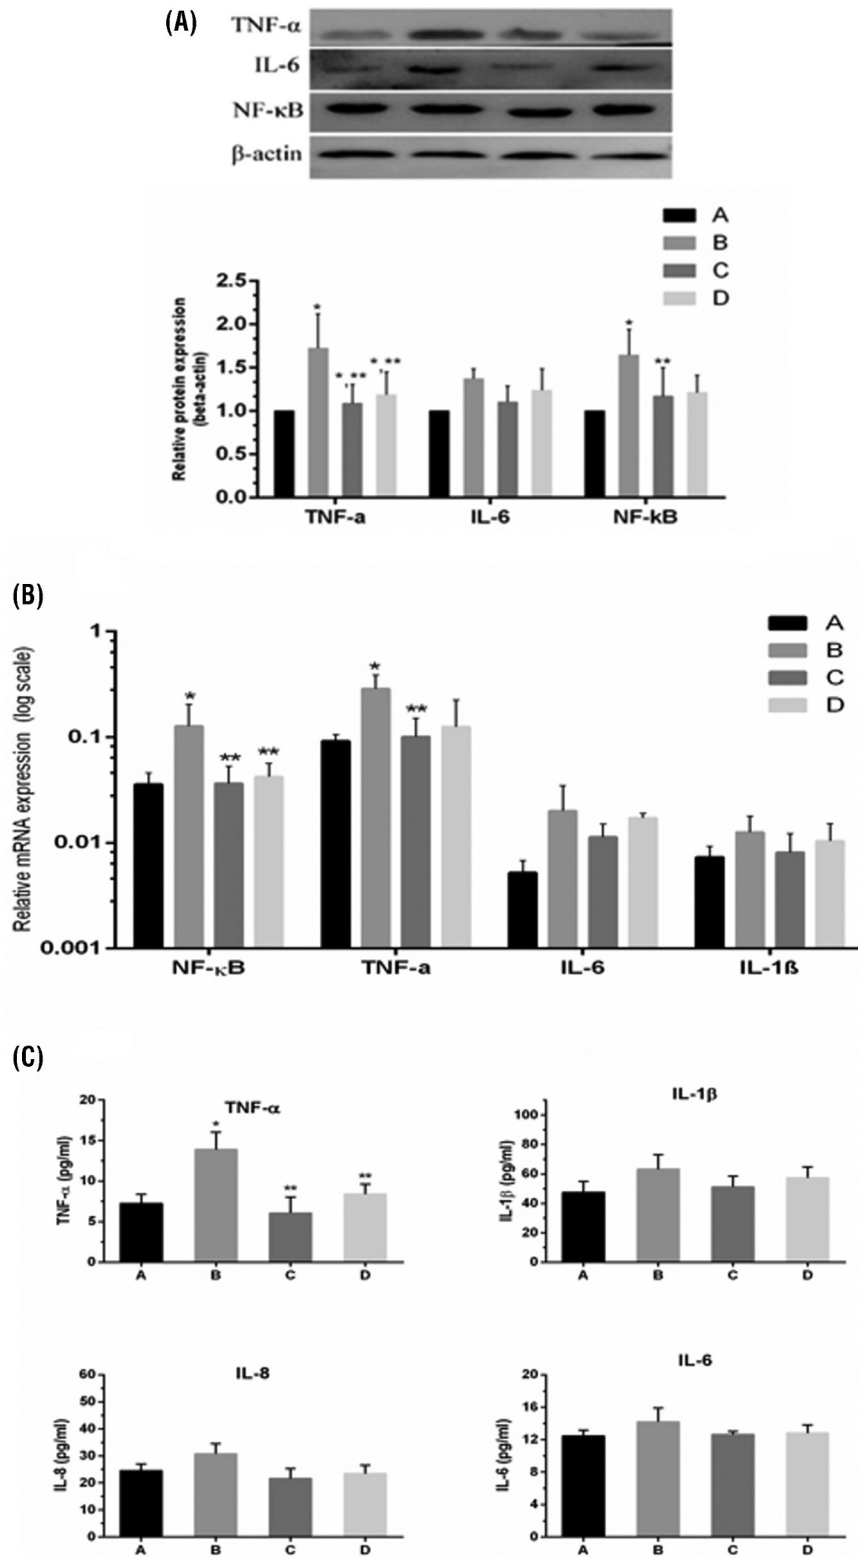 (A)
TNF-α
IL-6
NF-κB
β-actin
A
B
C
D
2.5
2.0
1.5
1.0
0.5
0.0
Relative protein expression
(beta-actin)
*
*,**
*,**
*
**
TNF-a IL-6 NF-kB
(B)
A
B
C
D
1
0.1
0.01
0.001
Relative mRNA expression (log scale)
*
**
**
*
**
NF-κB TNF-a IL-6 IL-1ß
(C)
TNF-α
20
15
10
5
0
TNF-α (pg/ml)
*
**
**
A B C D
IL-1β
100
80
60
40
20
0
IL-1β (pg/ml)
A B C D
IL-8
60
50
40
30
20
10
0
IL-8 (pg/ml)
A B C D
IL-6
20
16
12
8
4
0
IL-6 (pg/ml)
A B C D